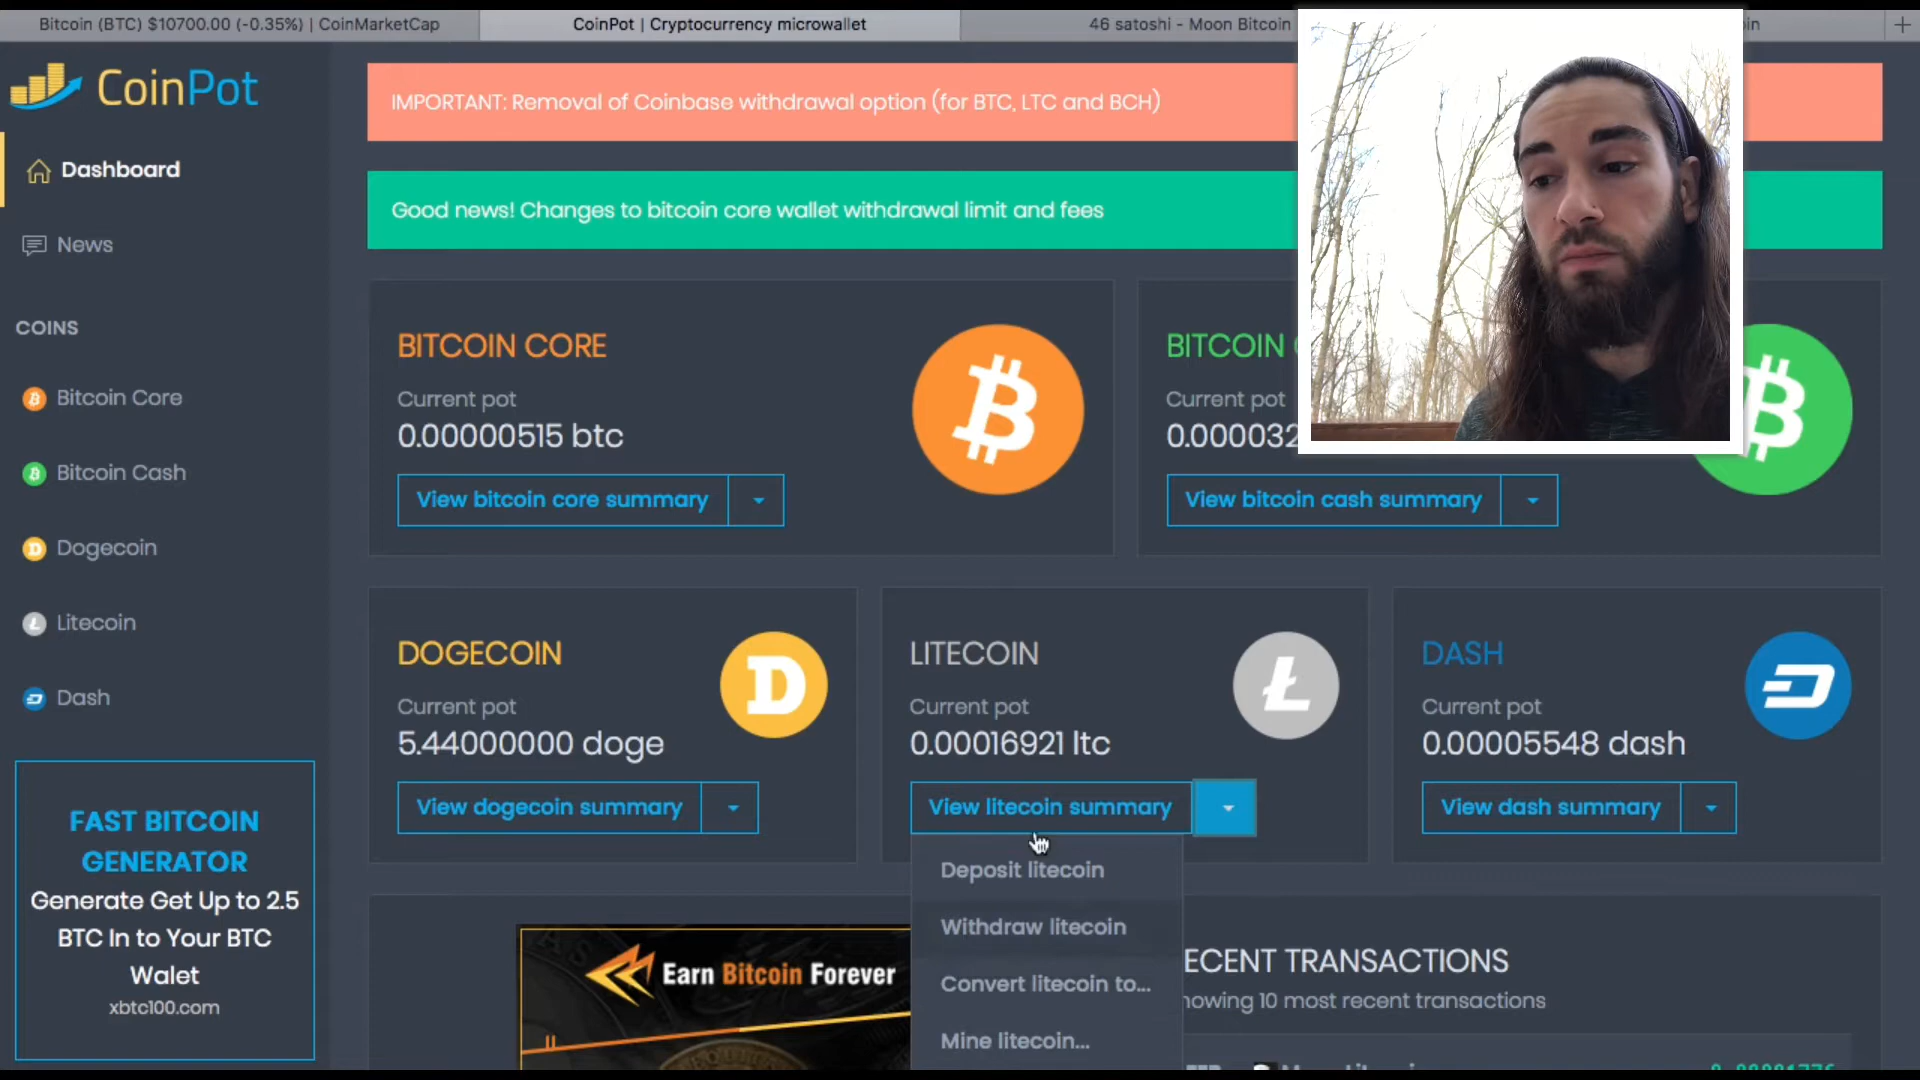 Bitcoin (BTC) $10700.00 (-0.35%) | CoinMarketCap
CoinPot | Cryptocurrency microwallet
46 satoshi - Moon Bitcoin
CoinPot
IMPORTANT: Removal of Coinbase withdrawal option (for BTC, LTC and BCH)
Dashboard
Good news! Changes to bitcoin core wallet withdrawal limit and fees
News
COINS
Bitcoin Core
Bitcoin Cash
Dogecoin
Litecoin
Dash
BITCOIN CORE
Current pot
0.00000515 btc
View bitcoin core summary
BITCOIN
Current pot
0.000032
View bitcoin cash summary
DOGECOIN
Current pot
5.44000000 doge
View dogecoin summary
LITECOIN
Current pot
0.00016921 ltc
View litecoin summary
Deposit litecoin
Withdraw litecoin
Convert litecoin to...
Mine litecoin...
DASH
Current pot
0.00005548 dash
View dash summary
FAST BITCOIN
GENERATOR
Generate Get Up to 2.5
BTC In to Your BTC
Walet
xbtc100.com
Earn Bitcoin Forever
ECENT TRANSACTIONS
howing 10 most recent transactions